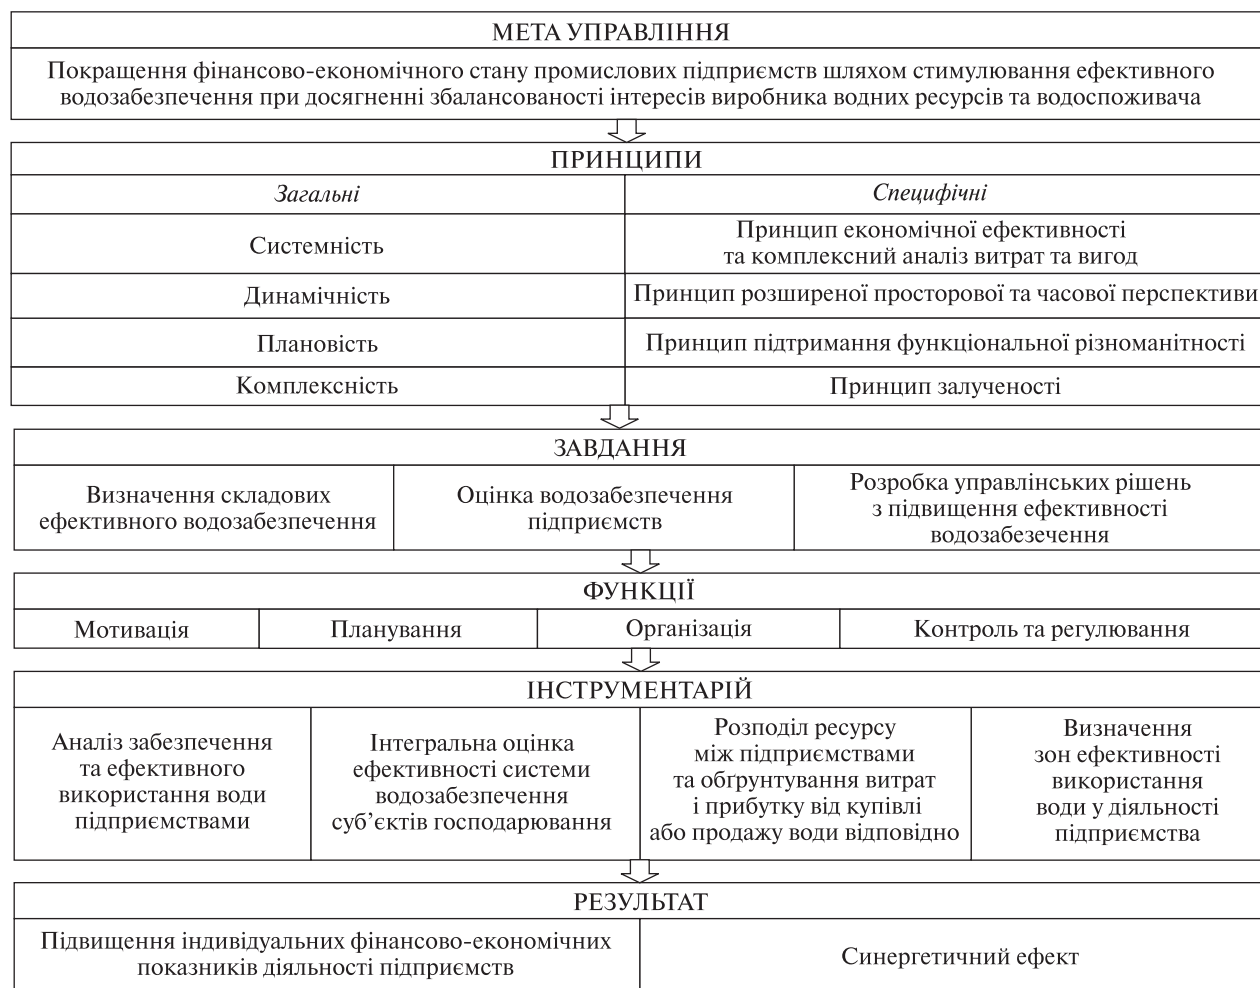 МЕТА УПРАВЛІННЯ
Покращення фінансово-економічного стану промислових підприємств шляхом стимулювання ефективного
водозабезпечення при досягненні збалансованості інтересів виробника водних ресурсів та водоспоживача
ПРИНЦИПИ
Загальні
Специфічні
Системність
Принцип економічної ефективності
та комплексний аналіз витрат та вигод
Динамічність
Принцип розширеної просторової та часової перспективи
Плановість
Принцип підтримання функціональної різноманітності
Комплексність
Принцип залученості
ЗАВДАННЯ
Визначення складових
ефективного водозабезпечення
Оцінка водозабезпечення
підприємств
Розробка управлінських рішень
з підвищення ефективності
водозабезечення
ФУНКЦІЇ
Мотивація
Планування
Організація
Контроль та регулювання
ІНСТРУМЕНТАРІЙ
Аналіз забезпечення
та ефективного
використання води
підприємствами
Інтегральна оцінка
ефективності системи
водозабезпечення
суб’єктів господарювання
Розподіл ресурсу
між підприємствами
та обґрунтування витрат
і прибутку від купівлі
або продажу води відповідно
Визначення
зон ефективності
використання
води у діяльності
підприємства
РЕЗУЛЬТАТ
Підвищення індивідуальних фінансово-економічних
показників діяльності підприємств
Синергетичний ефект